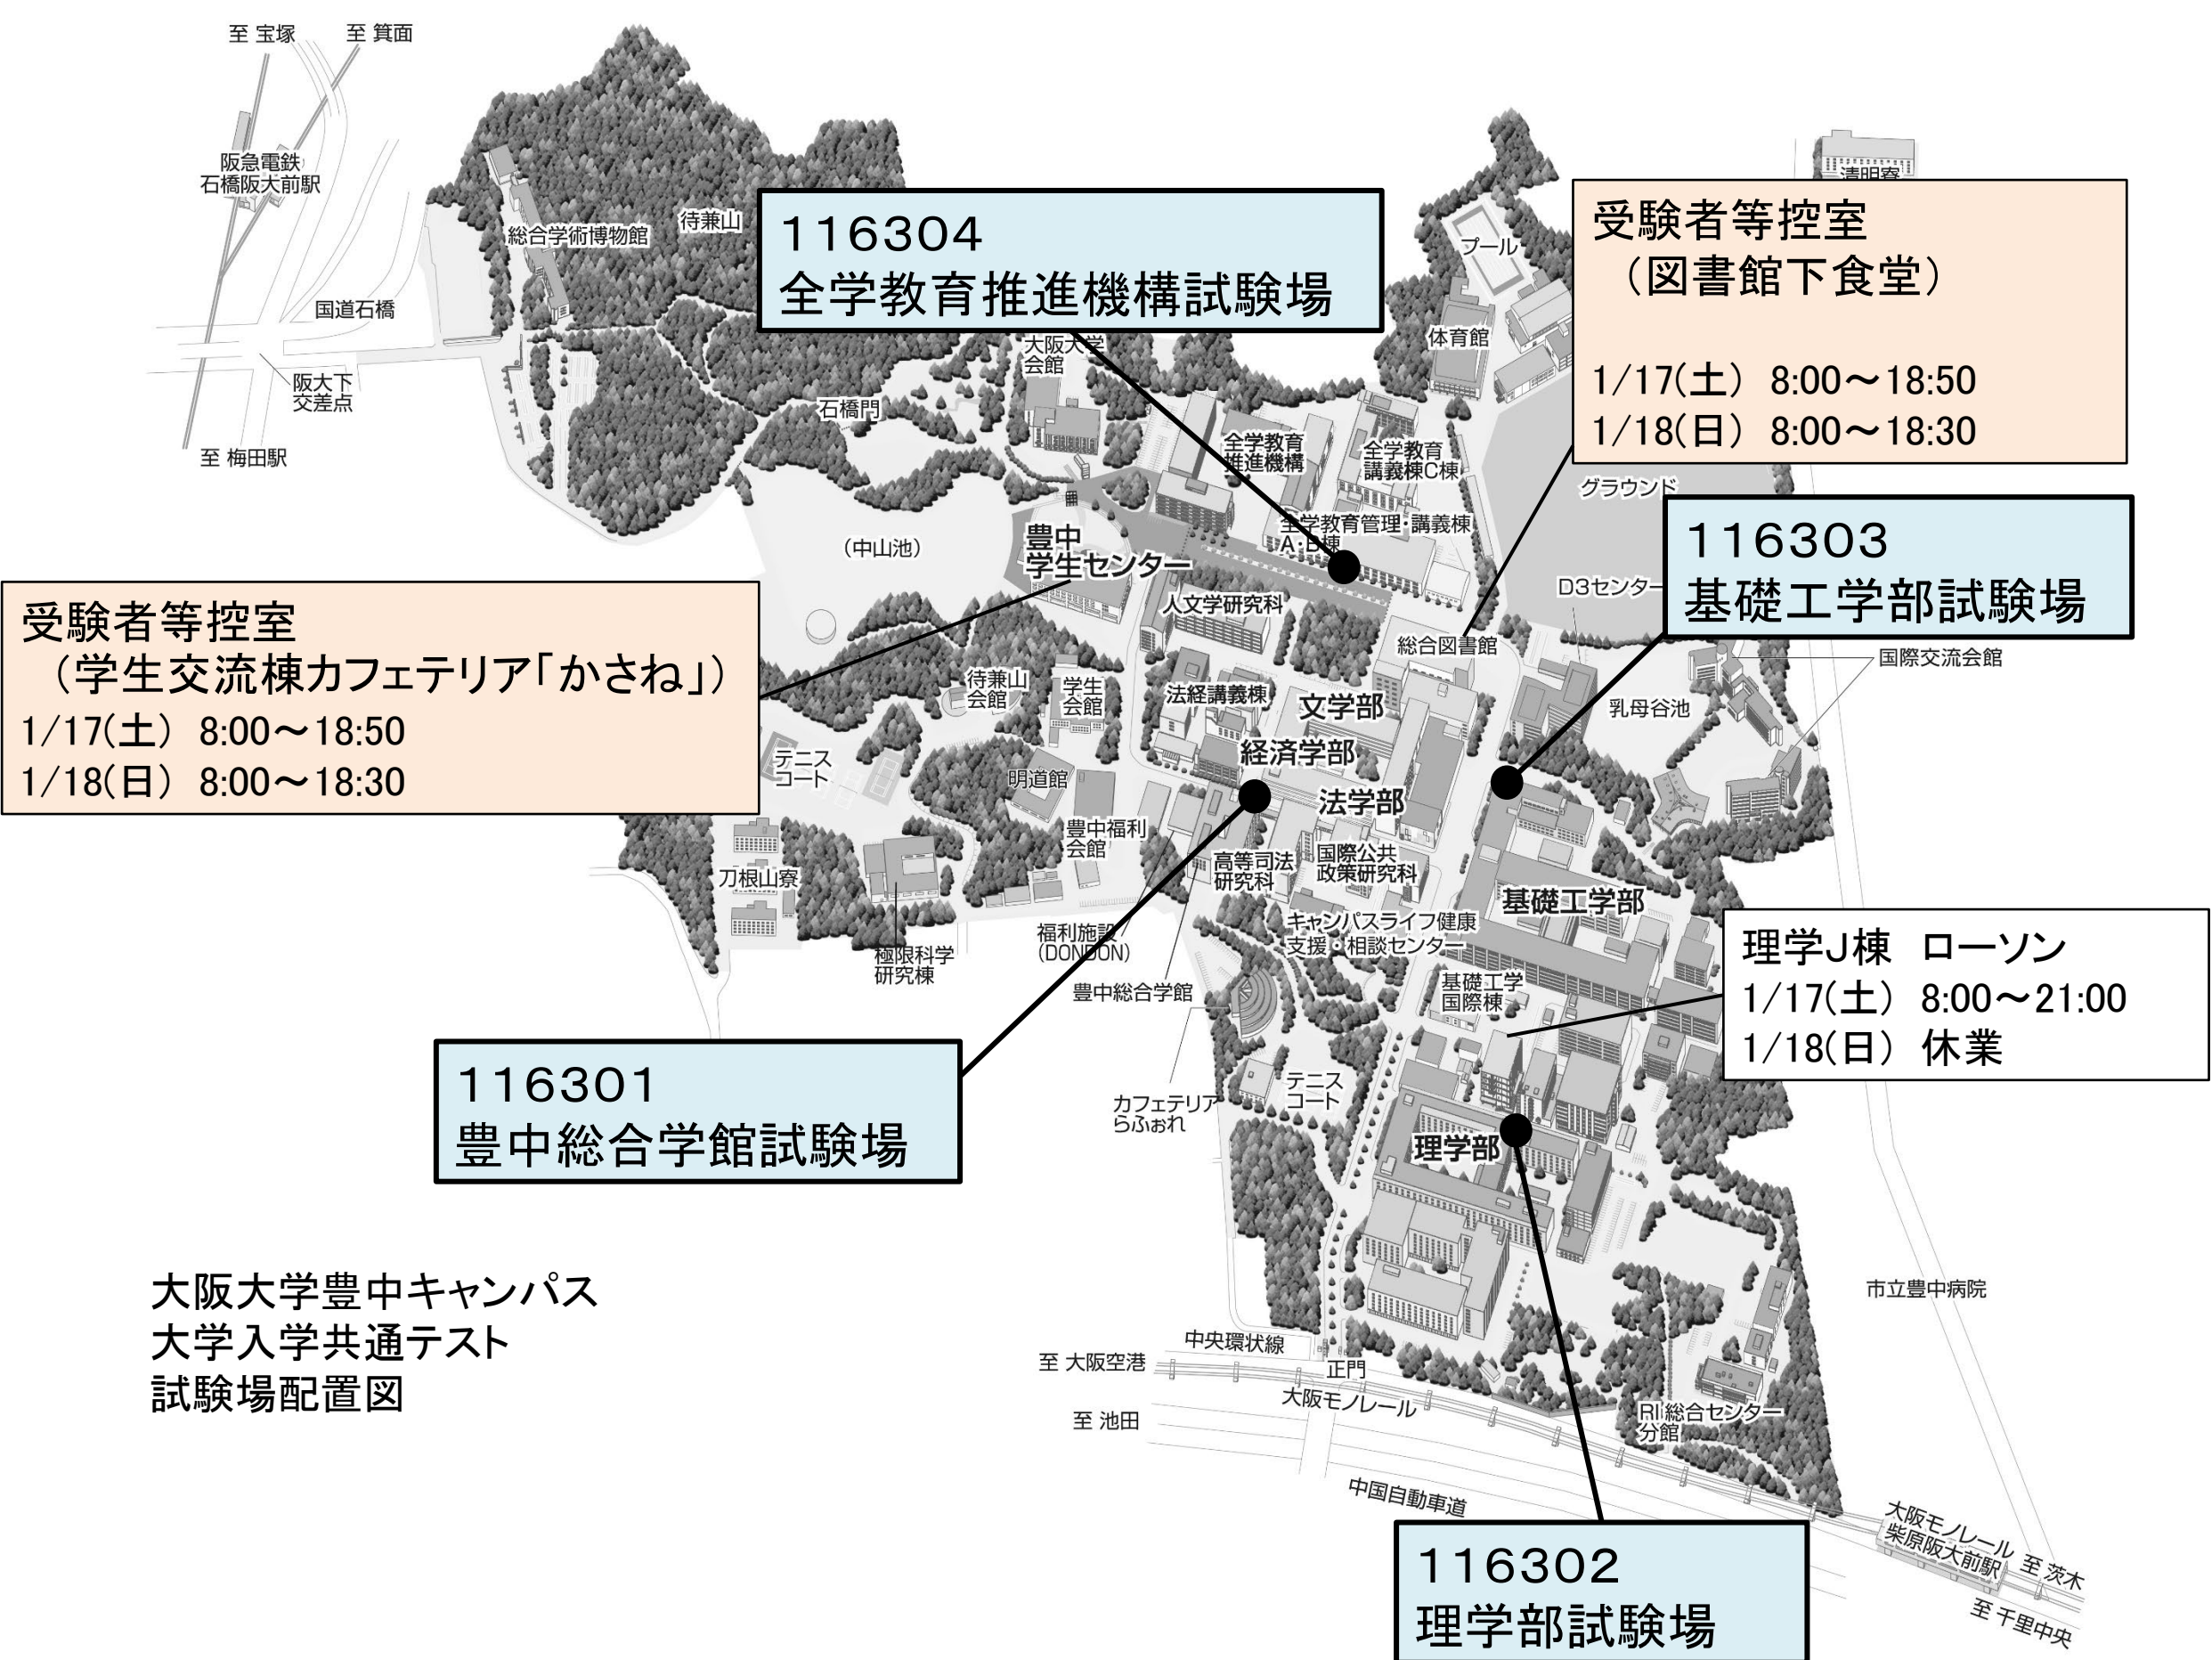 至 宝塚
至 箕面
阪急電鉄
石橋阪大前駅
国道石橋
阪大下
交差点
至 梅田駅
総合学術博物館
待兼山
石橋門
116304
全学教育推進機構試験場
大阪大学
会館
プール
体育館
清明寮
受験者等控室
（図書館下食堂）
1/17(土) 8:00～18:50
1/18(日) 8:00～18:30
全学教育
推進機構
全学教育
講義棟C棟
グラウンド
全学教育管理・講義棟
A・B棟
116303
基礎工学部試験場
（中山池）
豊中
学生センター
D3センター
受験者等控室
（学生交流棟カフェテリア「かさね」）
1/17(土) 8:00～18:50
1/18(日) 8:00～18:30
人文学研究科
総合図書館
国際交流会館
待兼山
会館
学生
会館
法経講義棟
文学部
乳母谷池
テニス
コート
明道館
経済学部
法学部
豊中福利
会館
刀根山寮
高等司法
研究科
国際公共
政策研究科
基礎工学部
極限科学
研究棟
福利施設
(DONDON)
キャンパスライフ健康
支援・相談センター
豊中総合学館
基礎工学
国際棟
理学J棟 ローソン
1/17(土) 8:00～21:00
1/18(日) 休業
116301
豊中総合学館試験場
カフェテリア
らふぉれ
テニス
コート
理学部
大阪大学豊中キャンパス
大学入学共通テスト
試験場配置図
市立豊中病院
中央環状線
至 大阪空港
正門
大阪モノレール
至 池田
RI総合センター
分館
中国自動車道
大阪モノレール
柴原阪大前駅
至 茨木
至 千里中央
116302
理学部試験場